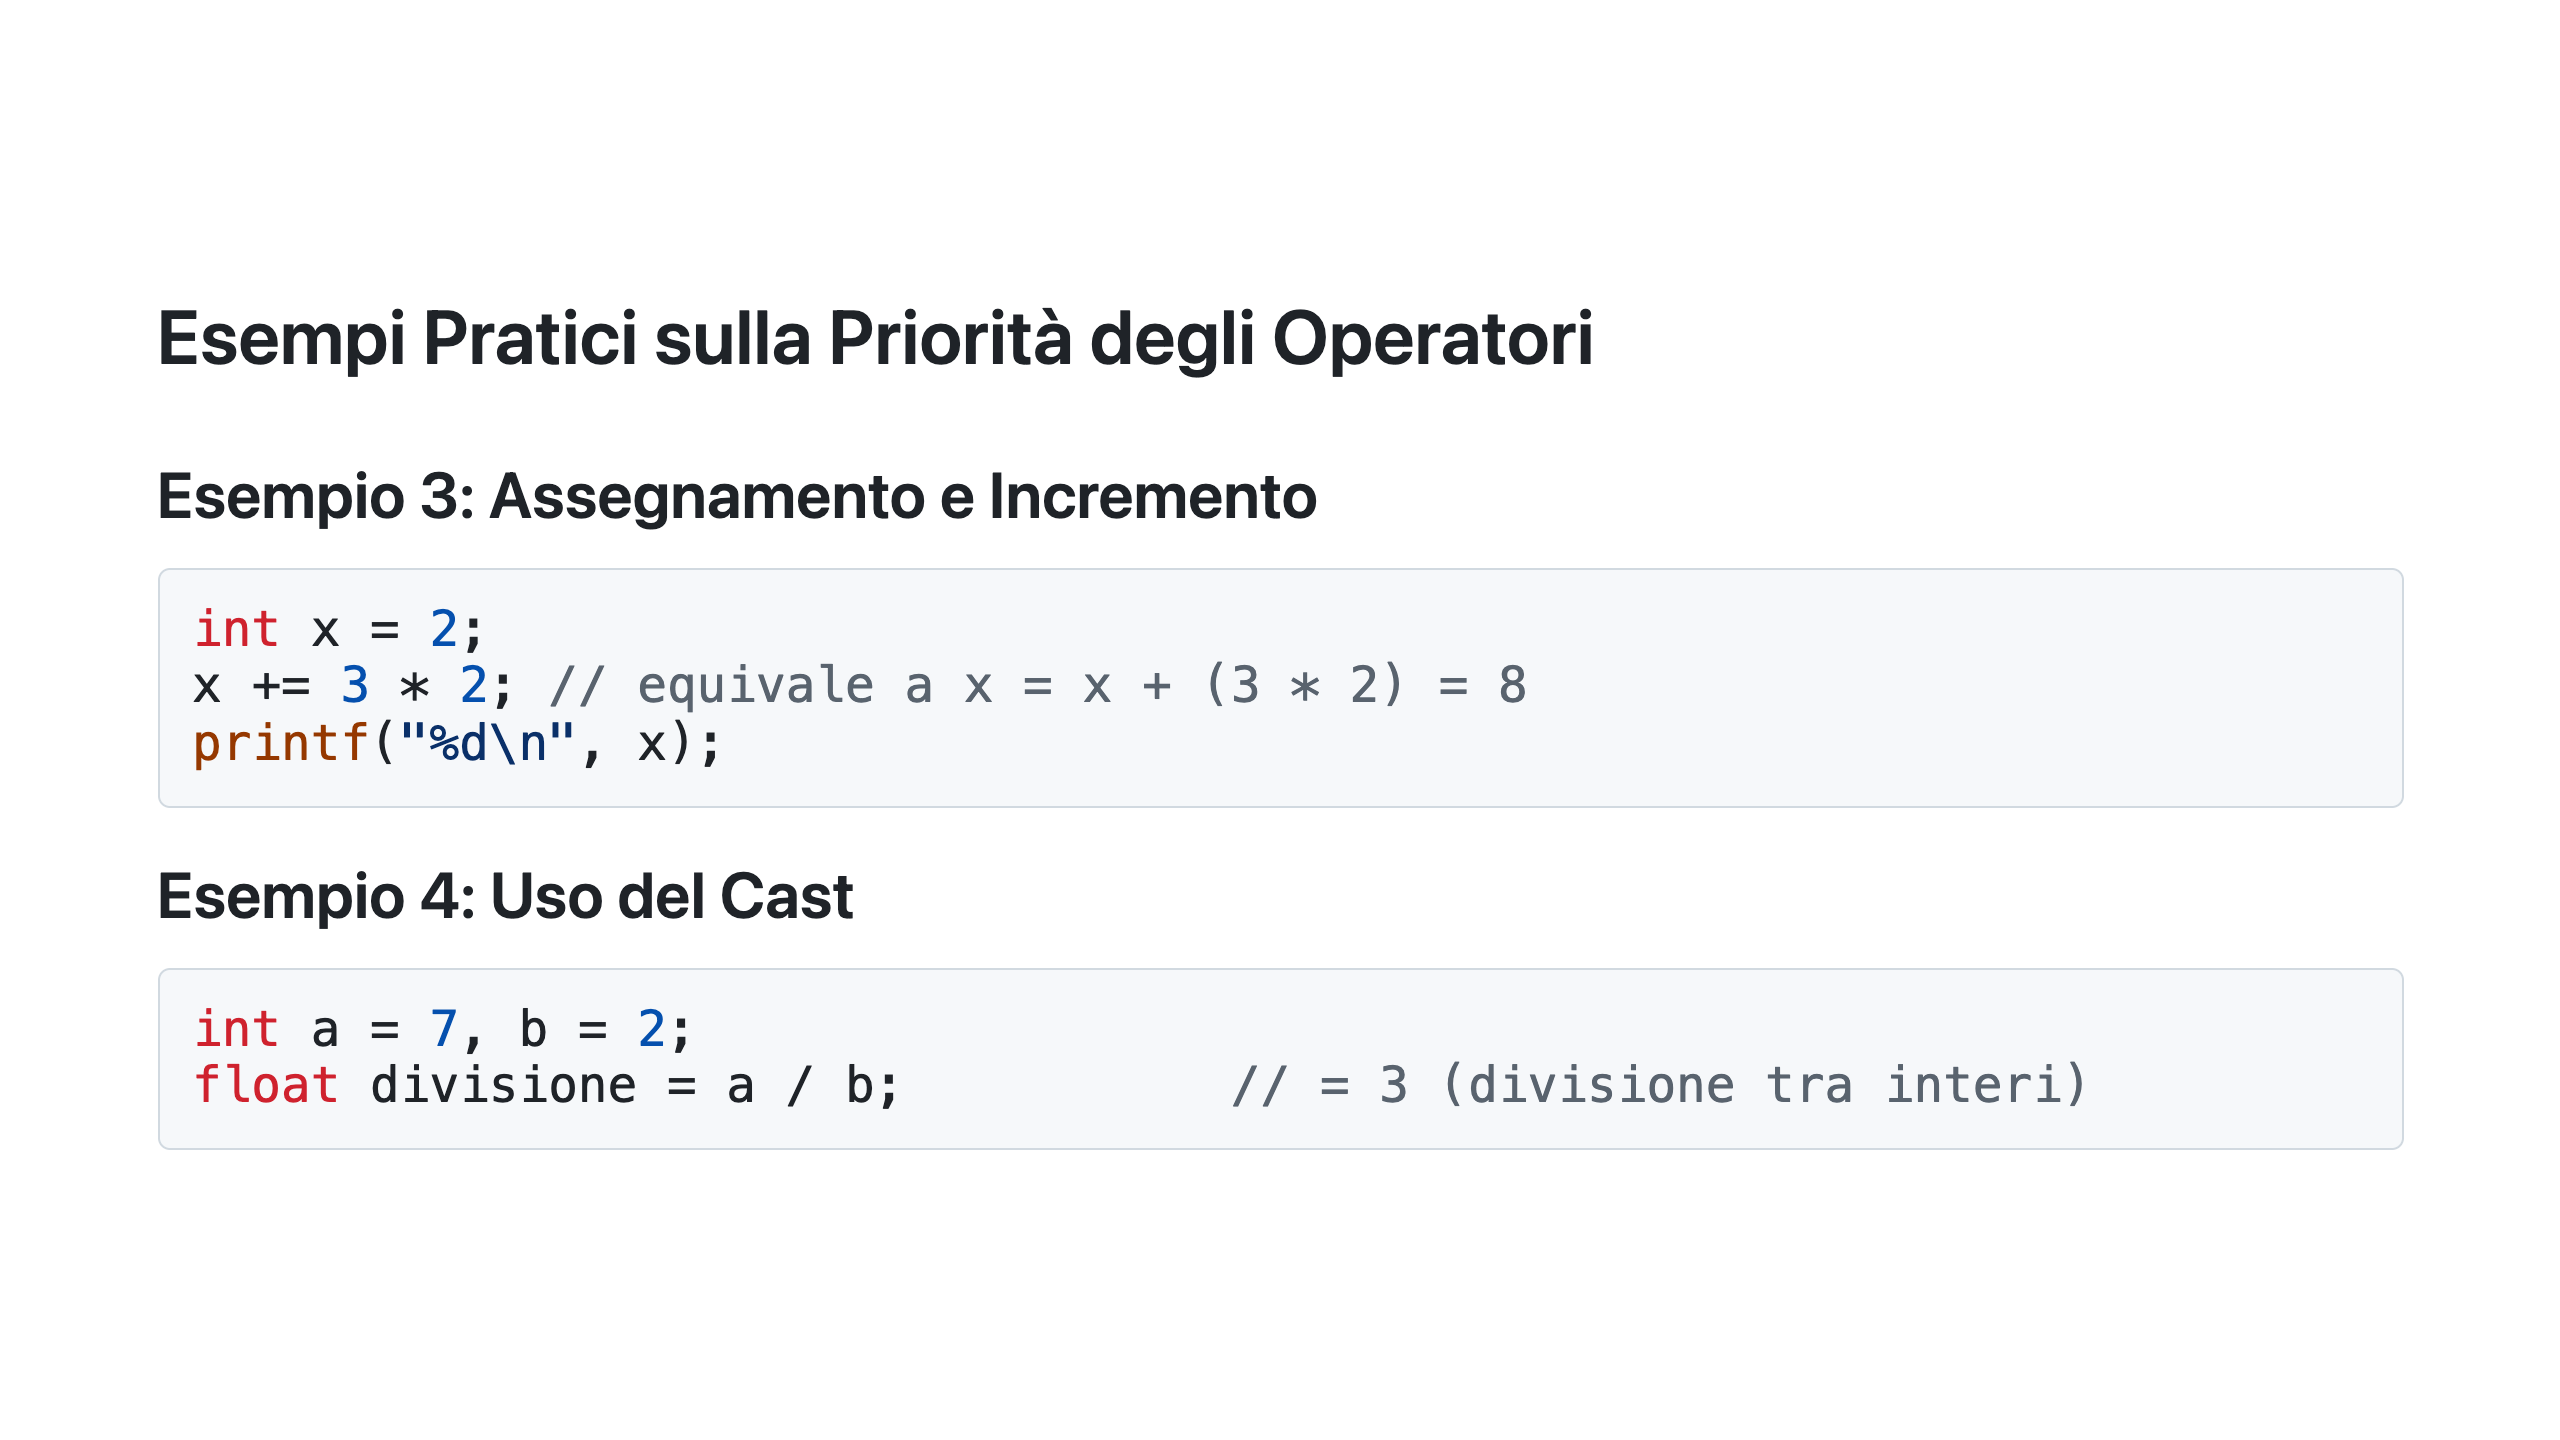 Esempi Pratici sulla Priorità degli Operatori
Esempio 3: Assegnamento e Incremento
int x = 2;
x += 3 * 2; // equivale a x = x + (3 * 2) = 8
printf("%d\n", x);
Esempio 4: Uso del Cast
int a = 7, b = 2;
float divisione = a / b;           // = 3 (divisione tra interi)